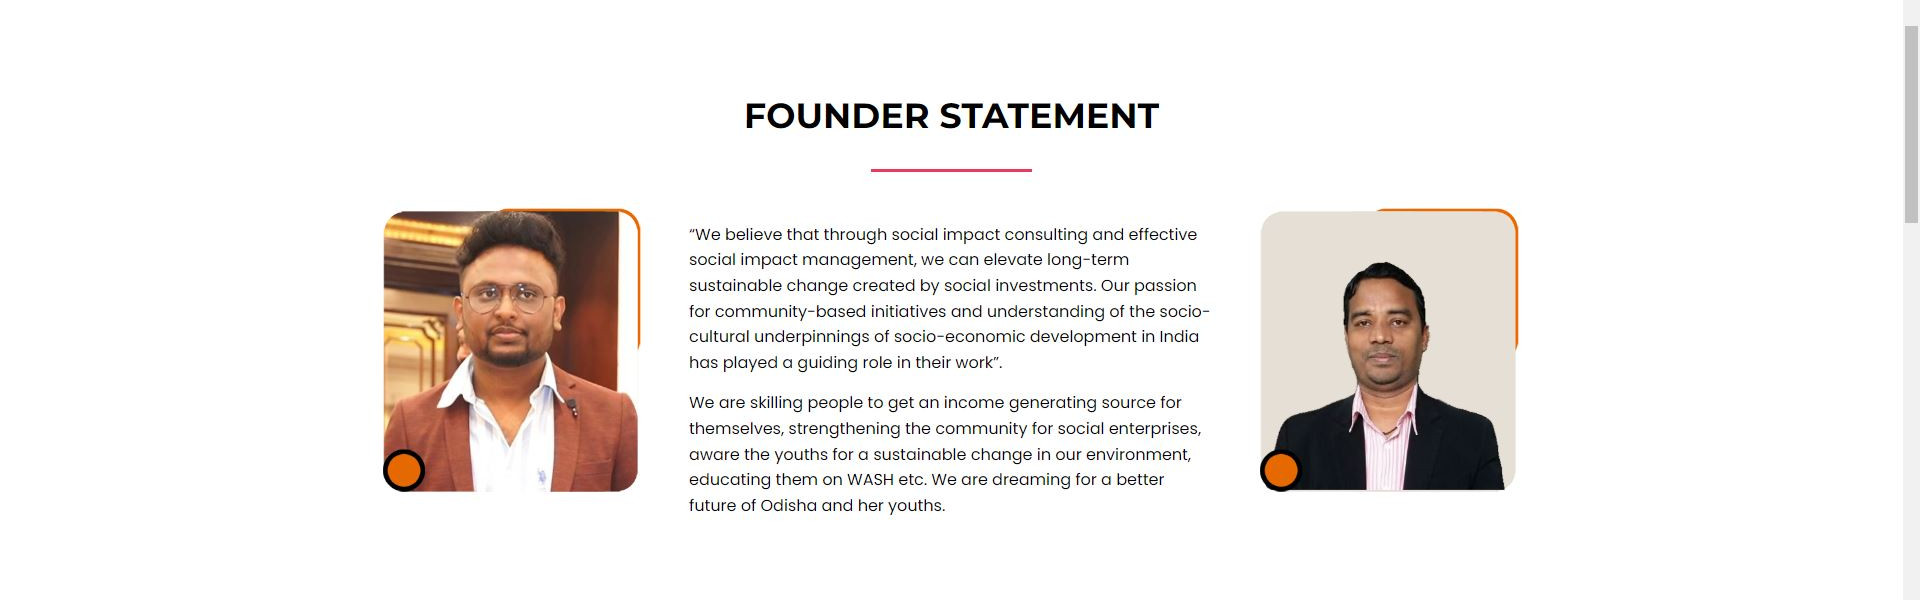 FOUNDER STATEMENT
“We believe that through social impact consulting and effective
social impact management, we can elevate long-term
sustainable change created by social investments. Our passion
for community-based initiatives and understanding of the socio-
cultural underpinnings of socio-economic development in India
has played a guiding role in their work”.
We are skilling people to get an income generating source for
themselves, strengthening the community for social enterprises,
aware the youths for a sustainable change in our environment,
educating them on WASH etc. We are dreaming for a better
future of Odisha and her youths.